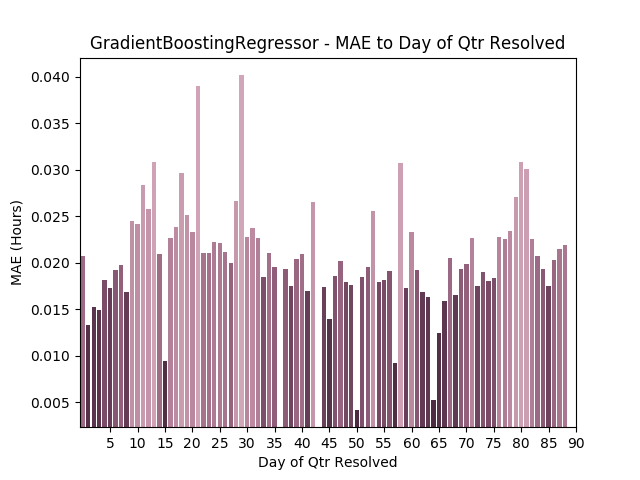 GradientBoostingRegressor - MAE to Day of Qtr Resolved
0.040
0.035
0.030
0.025
0.020
0.015
0.010
0.005
MAE (Hours)
5 10 15 20 25 30 35 40 45 50 55 60 65 70 75 80 85 90
Day of Qtr Resolved